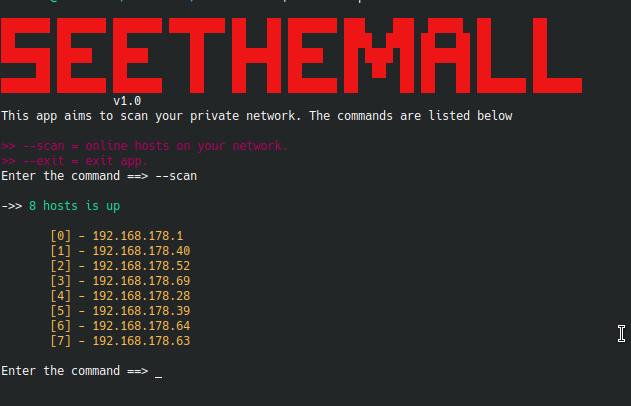 SEETHEMALL
v1.0
This app aims to scan your private network. The commands are listed below
>> --scan = online hosts on your network.
>> --exit = exit app.
Enter the command ==> --scan
->> 8 hosts is up
[0] - 192.168.178.1
[1] - 192.168.178.40
[2] - 192.168.178.52
[3] - 192.168.178.69
[4] - 192.168.178.28
[5] - 192.168.178.39
[6] - 192.168.178.64
[7] - 192.168.178.63
Enter the command ==> _